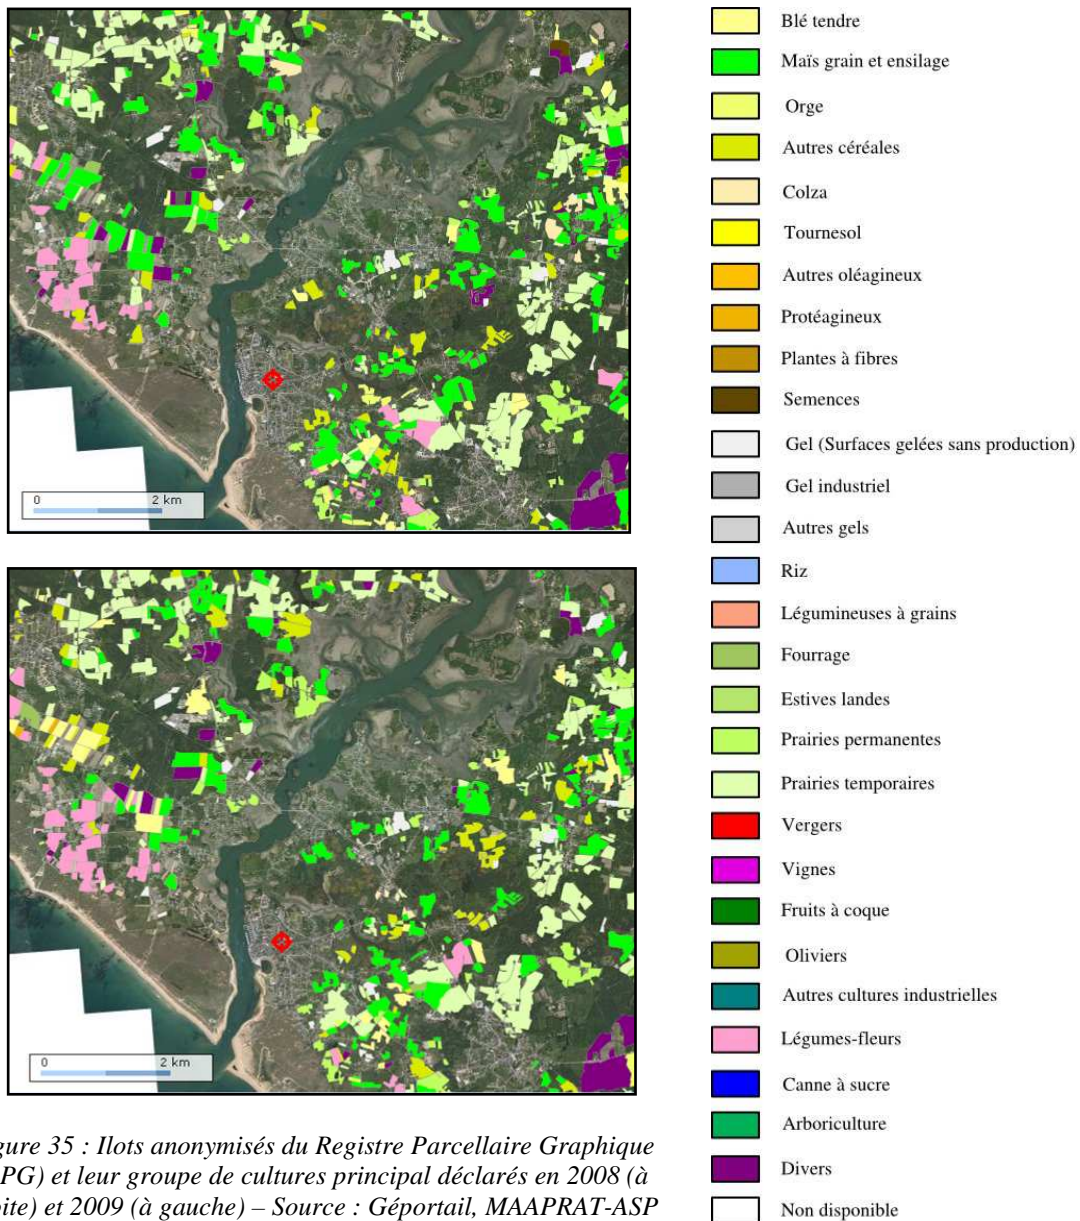 0 2 km
0 2 km
Blé tendre
Maïs grain et ensilage
Orge
Autres céréales
Colza
Tournesol
Autres oléagineux
Protéagineux
Plantes à fibres
Semences
Gel (Surfaces gelées sans production)
Gel industriel
Autres gels
Riz
Légumineuses à grains
Fourrage
Estives landes
Prairies permanentes
Prairies temporaires
Vergers
Vignes
Fruits à coque
Oliviers
Autres cultures industrielles
Légumes-fleurs
Canne à sucre
Arboriculture
Divers
Non disponible
gure 35 : Ilots anonymisés du Registre Parcellaire Graphique
PG) et leur groupe de cultures principal déclarés en 2008 (à
oite) et 2009 (à gauche) – Source : Géportail, MAAPRAT-ASP